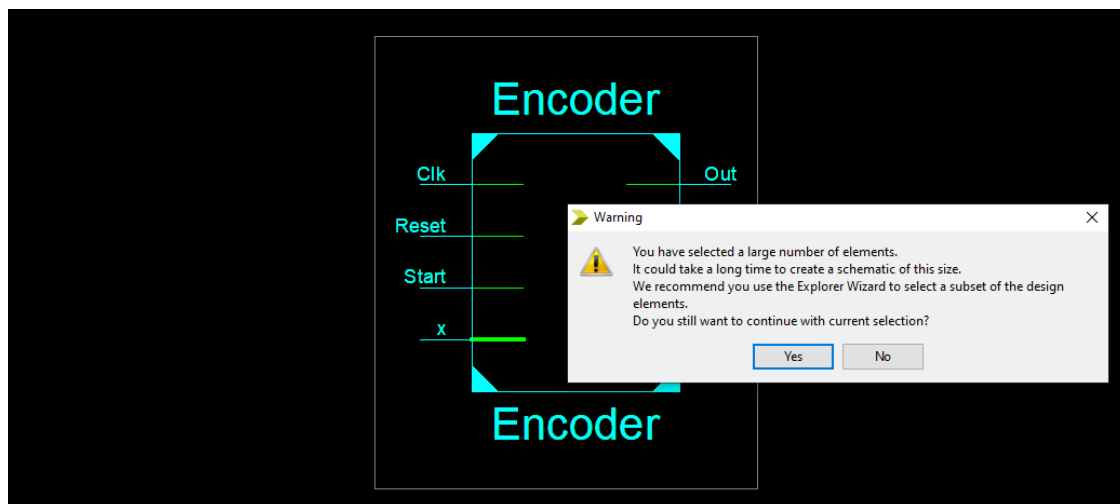 Encoder
Clk
Out
Reset
Start
x
Encoder
Warning
You have selected a large number of elements.
It could take a long time to create a schematic of this size.
We recommend you use the Explorer Wizard to select a subset of the design
elements.
Do you still want to continue with current selection?
Yes
No